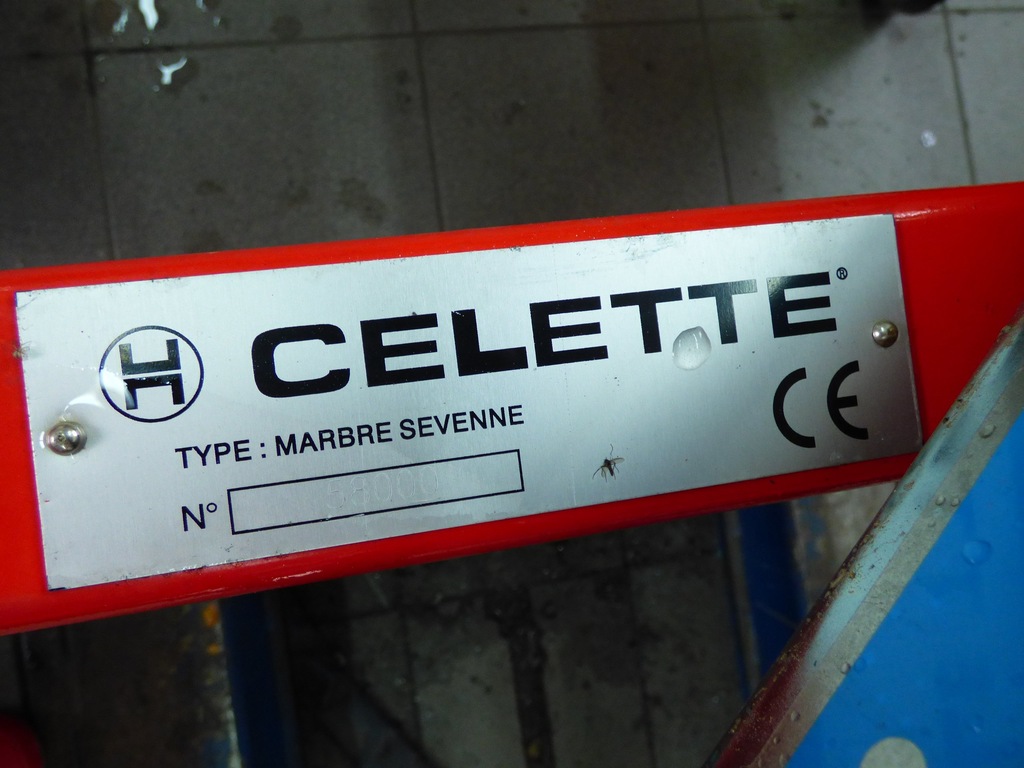 CELETTE®
TYPE : MARBRE SEVENNE
N°
CE